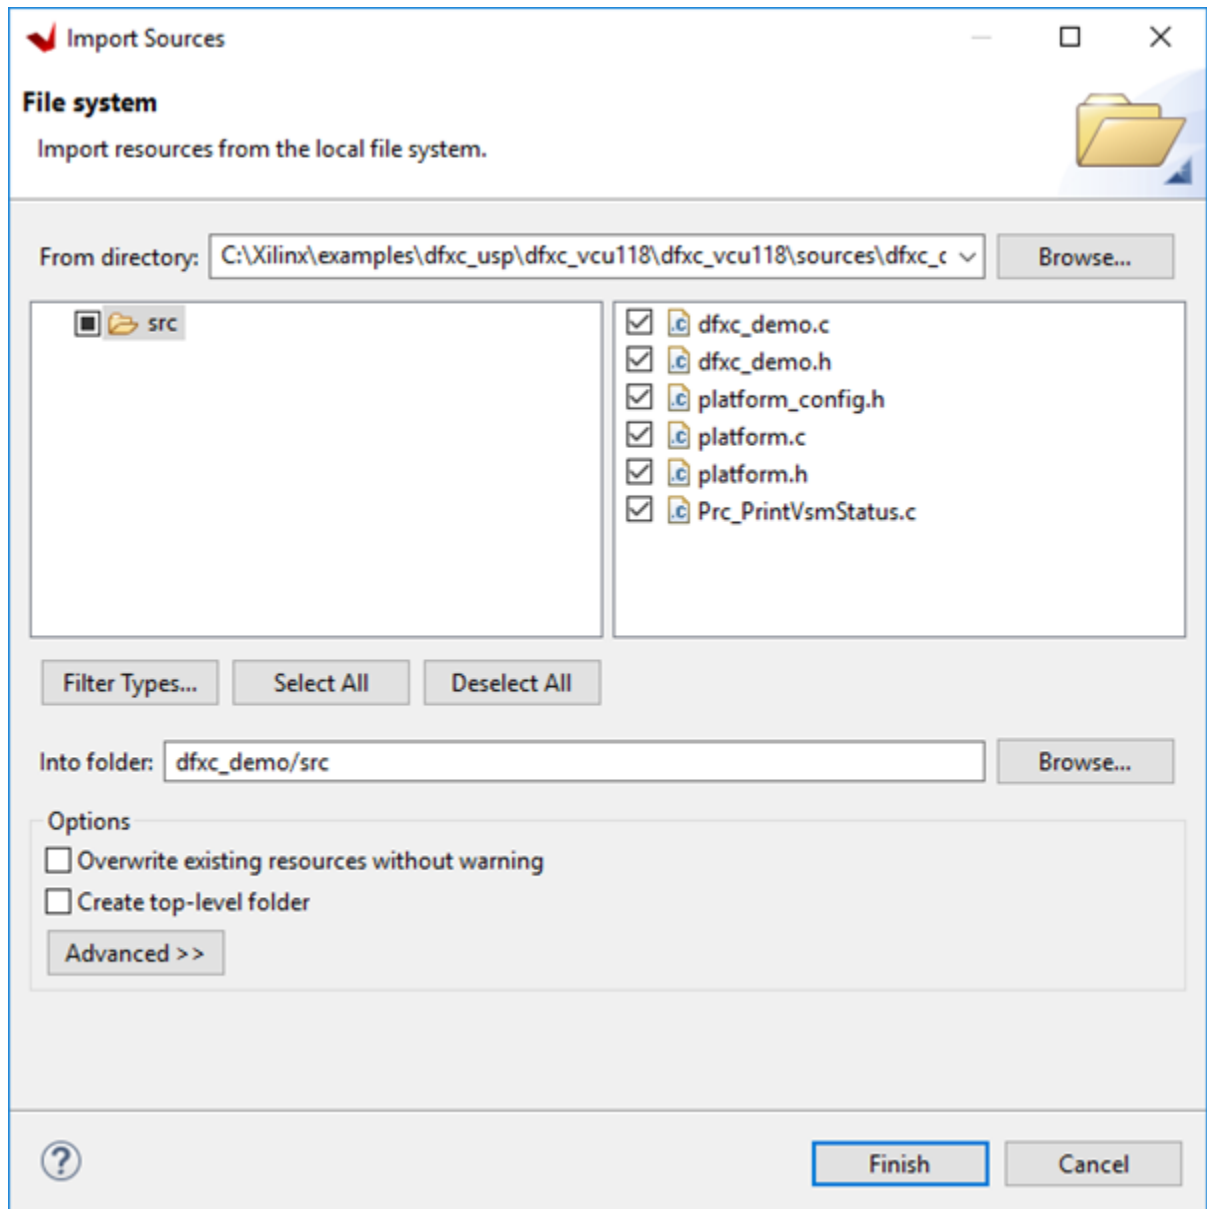 Import Sources
File system
Import resources from the local file system.
From directory: C:\Xilinx\examples\dfxc_usp\dfxc_vcu118\dfxc_vcu118\sources\dfxc_c Browse...
src
.c dfxc_demo.c
.c dfxc_demo.h
.c platform_config.h
.c platform.c
.c platform.h
.c Prc_PrintVsmStatus.c
Filter Types... Select All Deselect All
Into folder: dfxc_demo/src Browse...
Options
Overwrite existing resources without warning
Create top-level folder
Advanced >>
? Finish Cancel